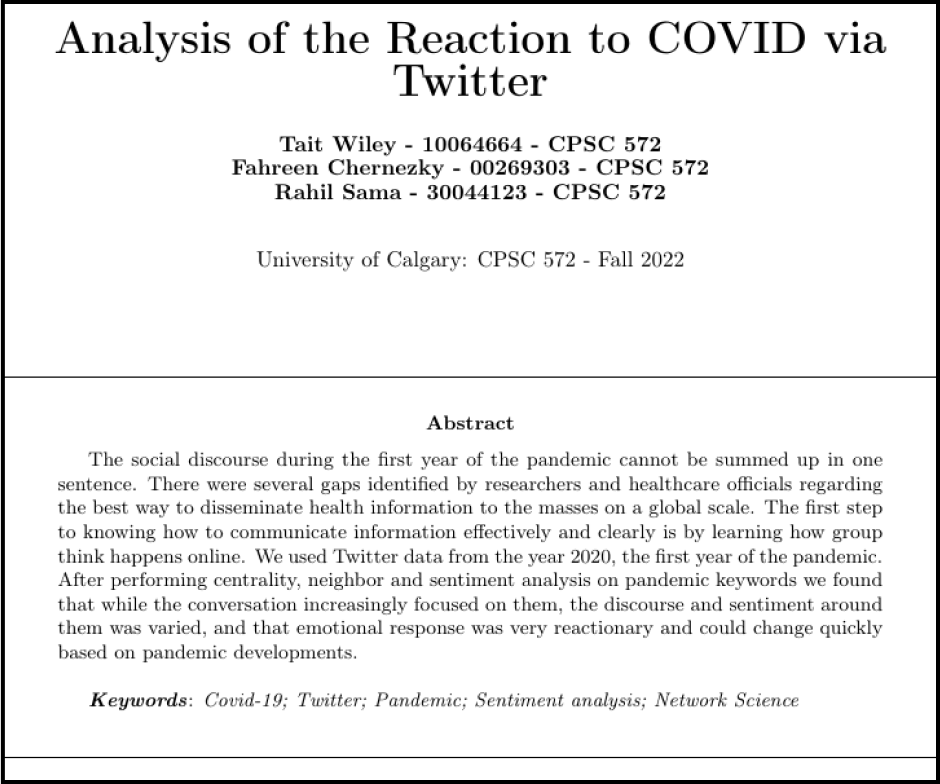 Analysis of the Reaction to COVID via
Twitter
Tait Wiley - 10064664 - CPSC 572
Fahreen Chernezky - 00269303 - CPSC 572
Rahil Sama - 30044123 - CPSC 572
University of Calgary: CPSC 572 - Fall 2022
Abstract
The social discourse during the first year of the pandemic cannot be summed up in one
sentence. There were several gaps identified by researchers and healthcare officials regarding
the best way to disseminate health information to the masses on a global scale. The first step
to knowing how to communicate information effectively and clearly is by learning how group
think happens online. We used Twitter data from the year 2020, the first year of the pandemic.
After performing centrality, neighbor and sentiment analysis on pandemic keywords we found
that while the conversation increasingly focused on them, the discourse and sentiment around
them was varied, and that emotional response was very reactionary and could change quickly
based on pandemic developments.
Keywords: Covid-19; Twitter; Pandemic; Sentiment analysis; Network Science